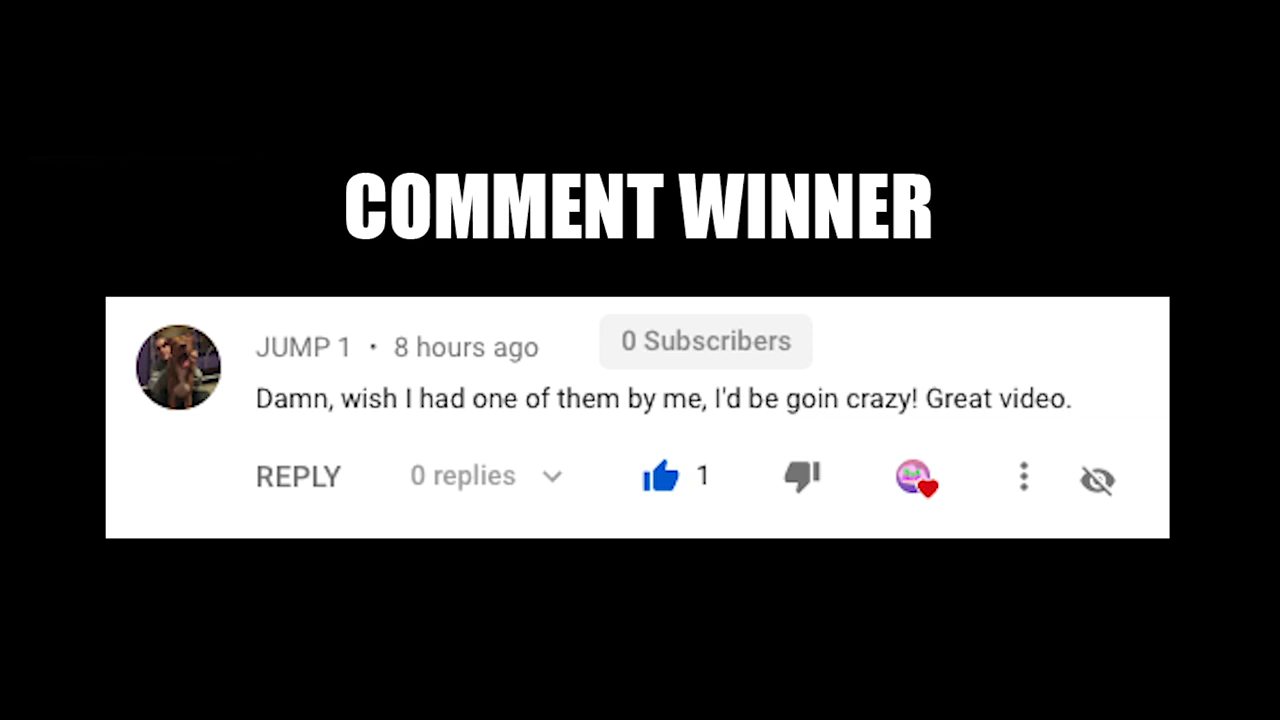 COMMENT WINNER
JUMP 1 • 8 hours ago 0 Subscribers
Damn, wish I had one of them by me, I'd be goin crazy! Great video.
REPLY 0 replies 1